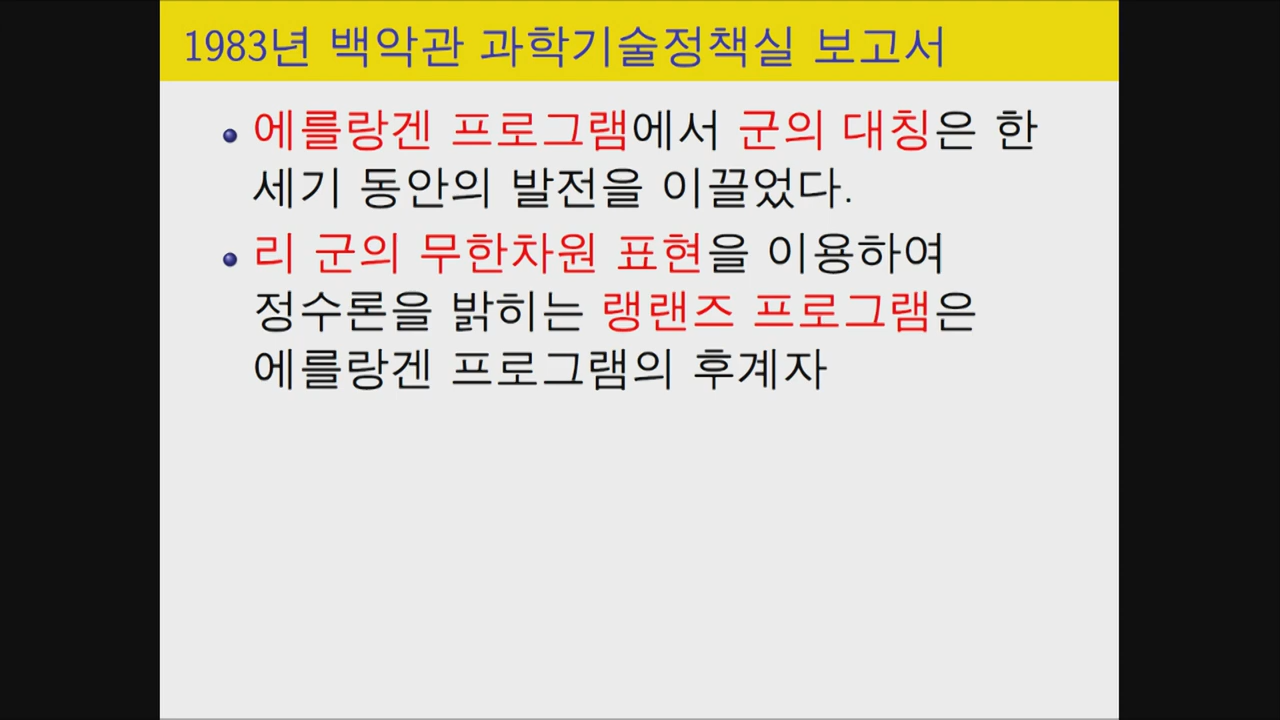 1983년 백악관 과학기술정책실 보고서
에를랑겐 프로그램에서 군의 대칭은 한
세기 동안의 발전을 이끌었다.
리 군의 무한차원 표현을 이용하여
정수론을 밝히는 랭랜즈 프로그램은
에를랑겐 프로그램의 후계자